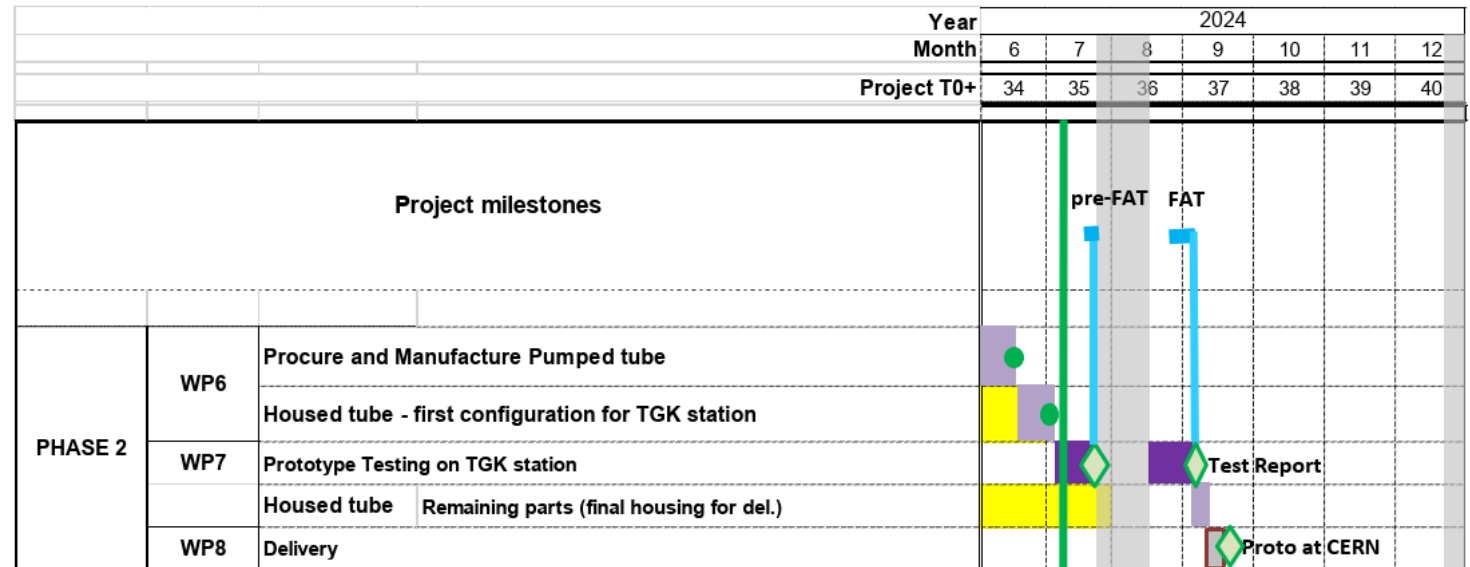 Year 2024
Month 6 7 8 9 10 11 12
Project T0+ 34 35 36 37 38 39 40
Project milestones
pre-FAT FAT
PHASE 2
WP6
Procure and Manufacture Pumped tube
Housed tube - first configuration for TGK station
WP7 Prototype Testing on TGK station Test Report
Housed tube Remaining parts (final housing for del.)
WP8 Delivery Proto at CERN